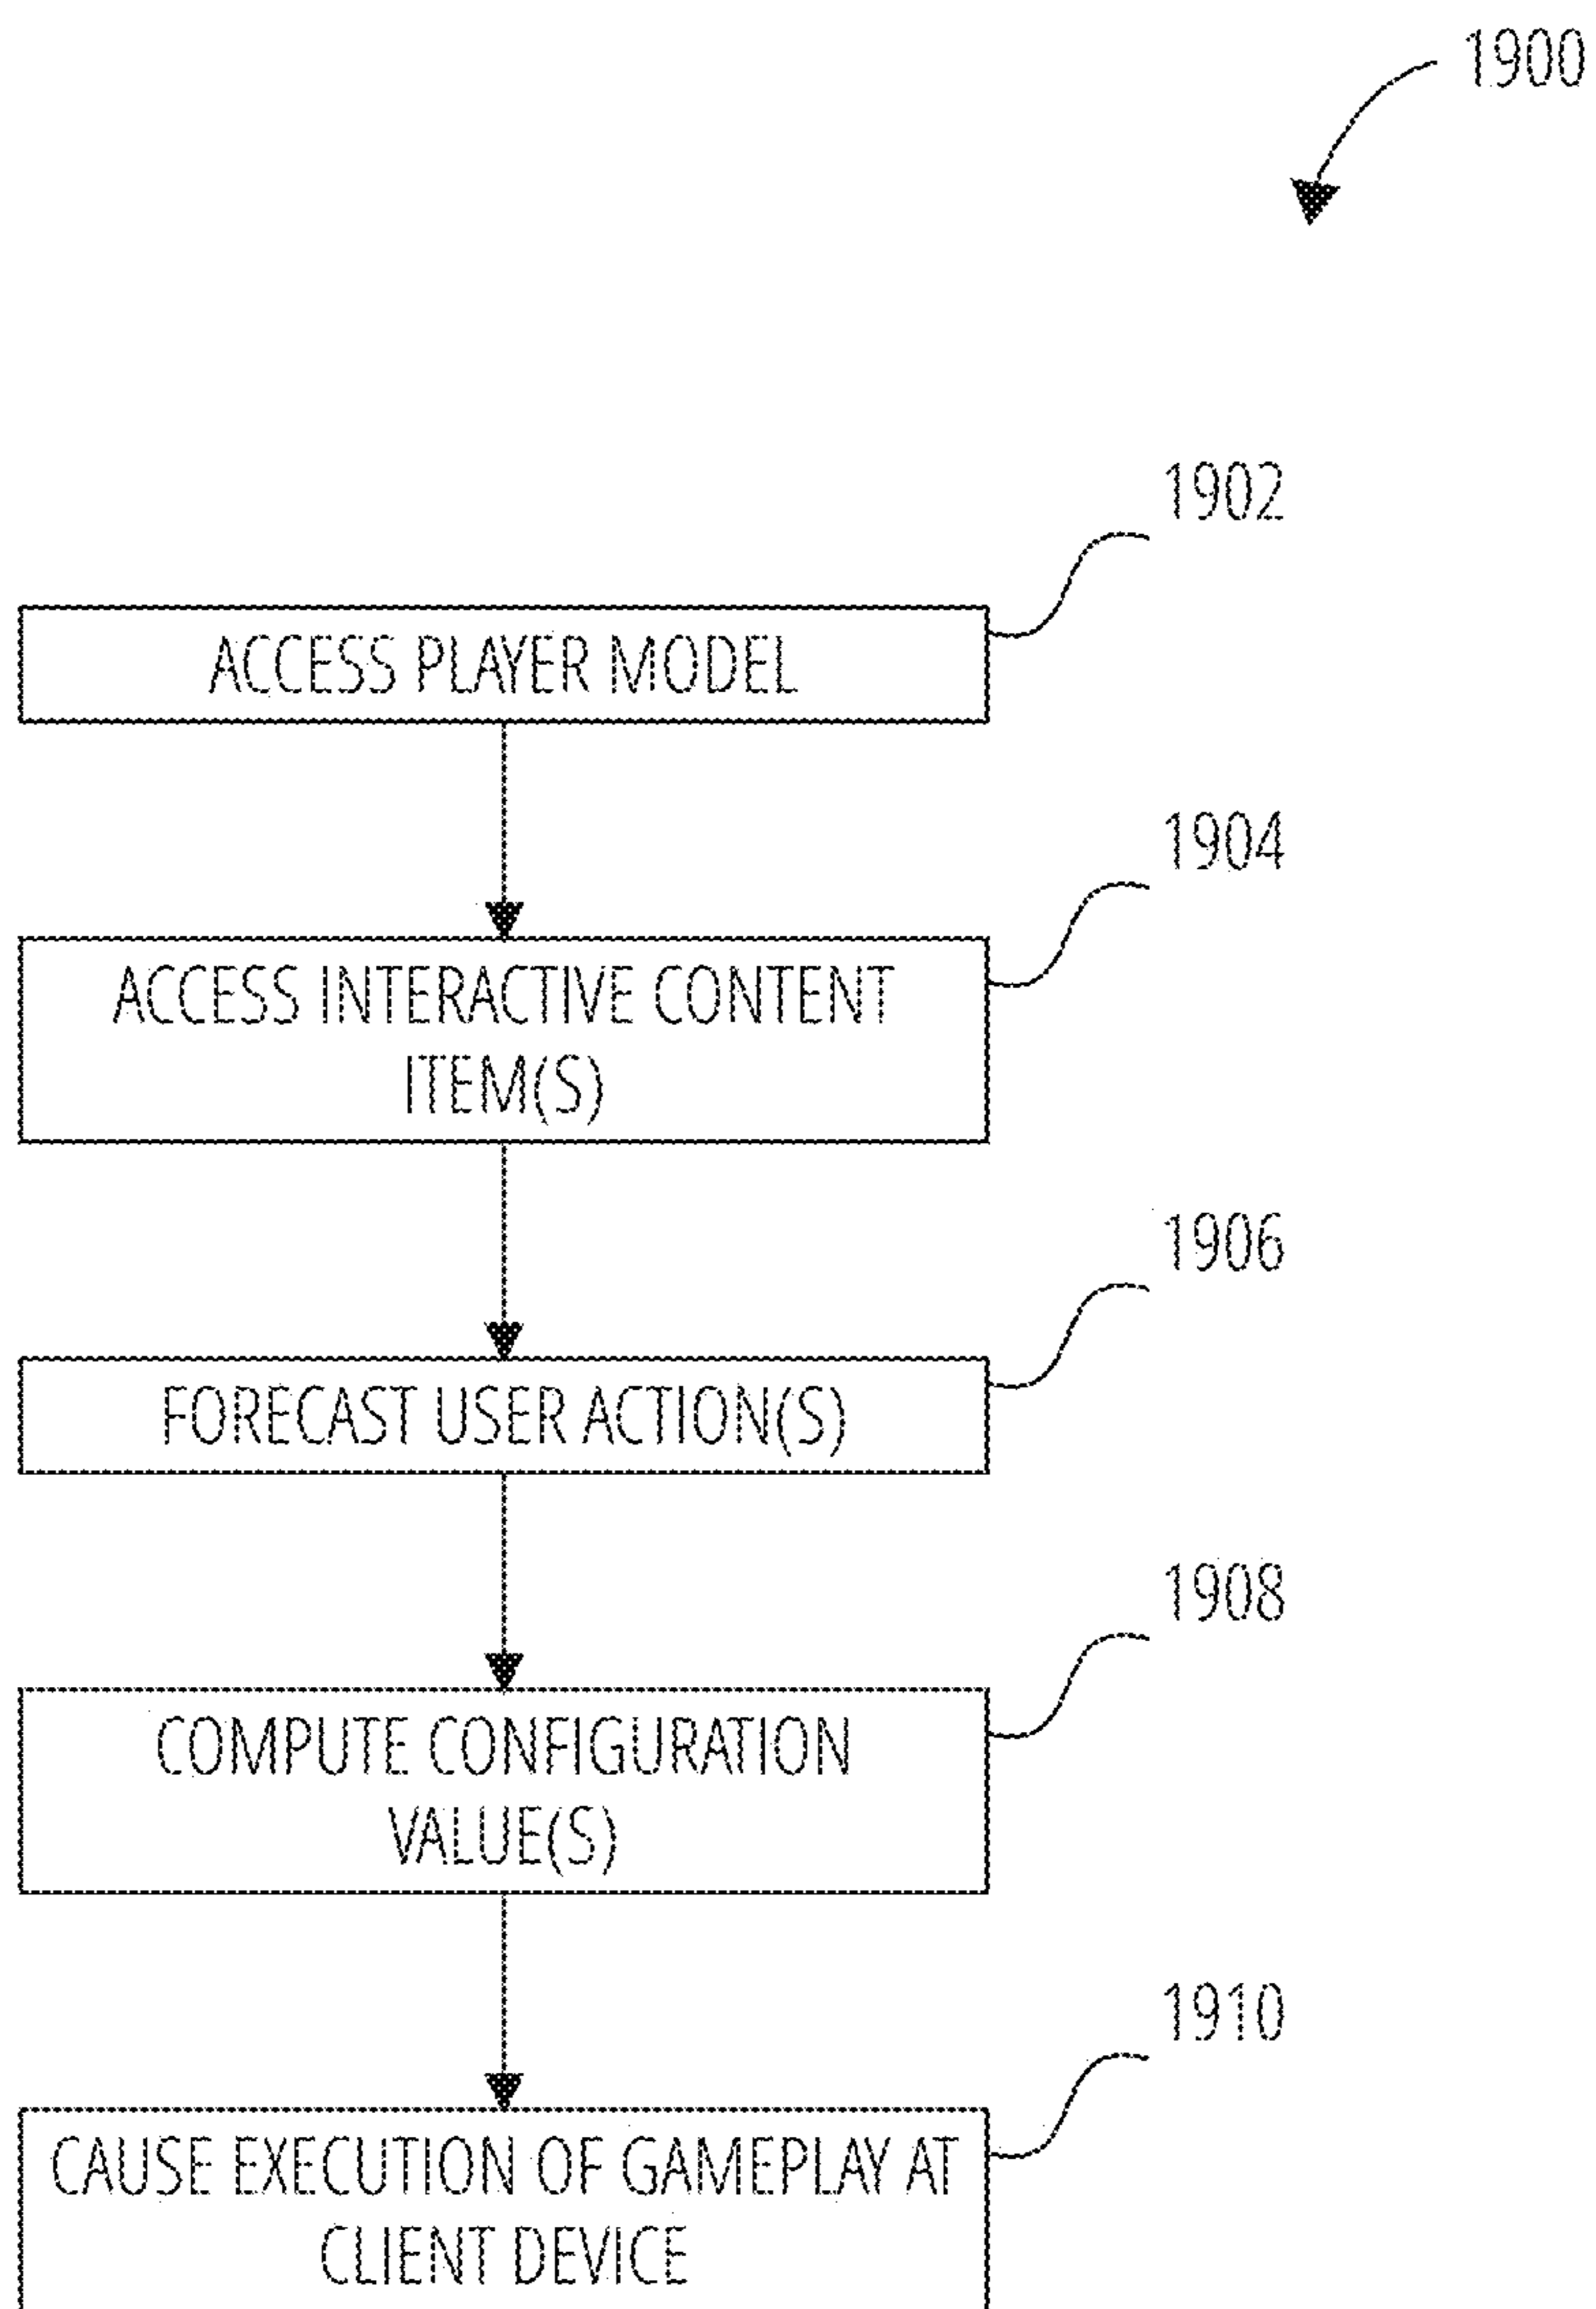 1900
1902
ACCESS PLAYER MODEL
1904
ACCESS INTERACTIVE CONTENT
ITEM(S)
1906
FORECAST USER ACTION(S)
1908
COMPUTE CONFIGURATION
VALUE(S)
1910
CAUSE EXECUTION OF GAMEPLAY AT
CLIENT DEVICE